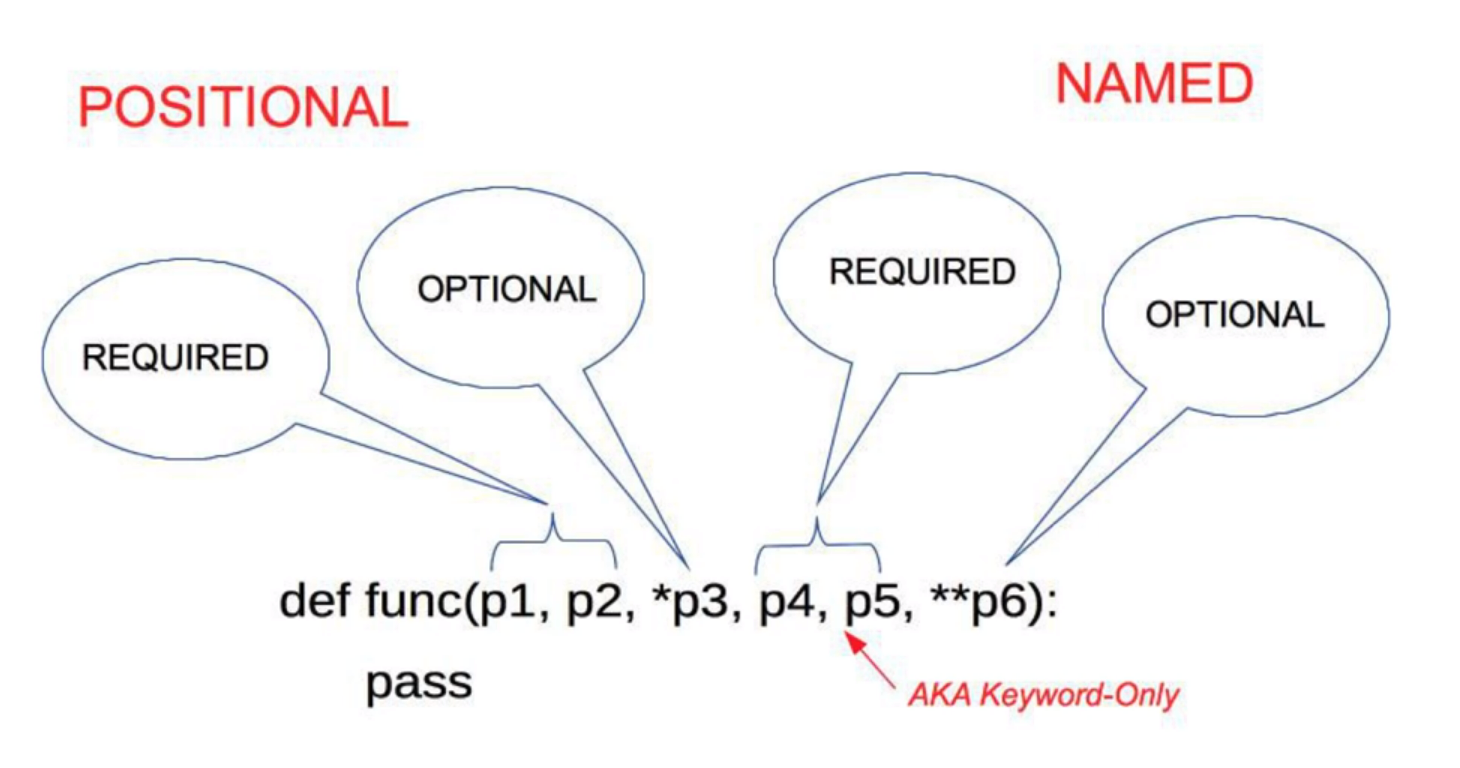 POSITIONAL
NAMED
REQUIRED
OPTIONAL
REQUIRED
OPTIONAL
def func(p1, p2, *p3, p4, p5, **p6):
pass
AKA Keyword-Only